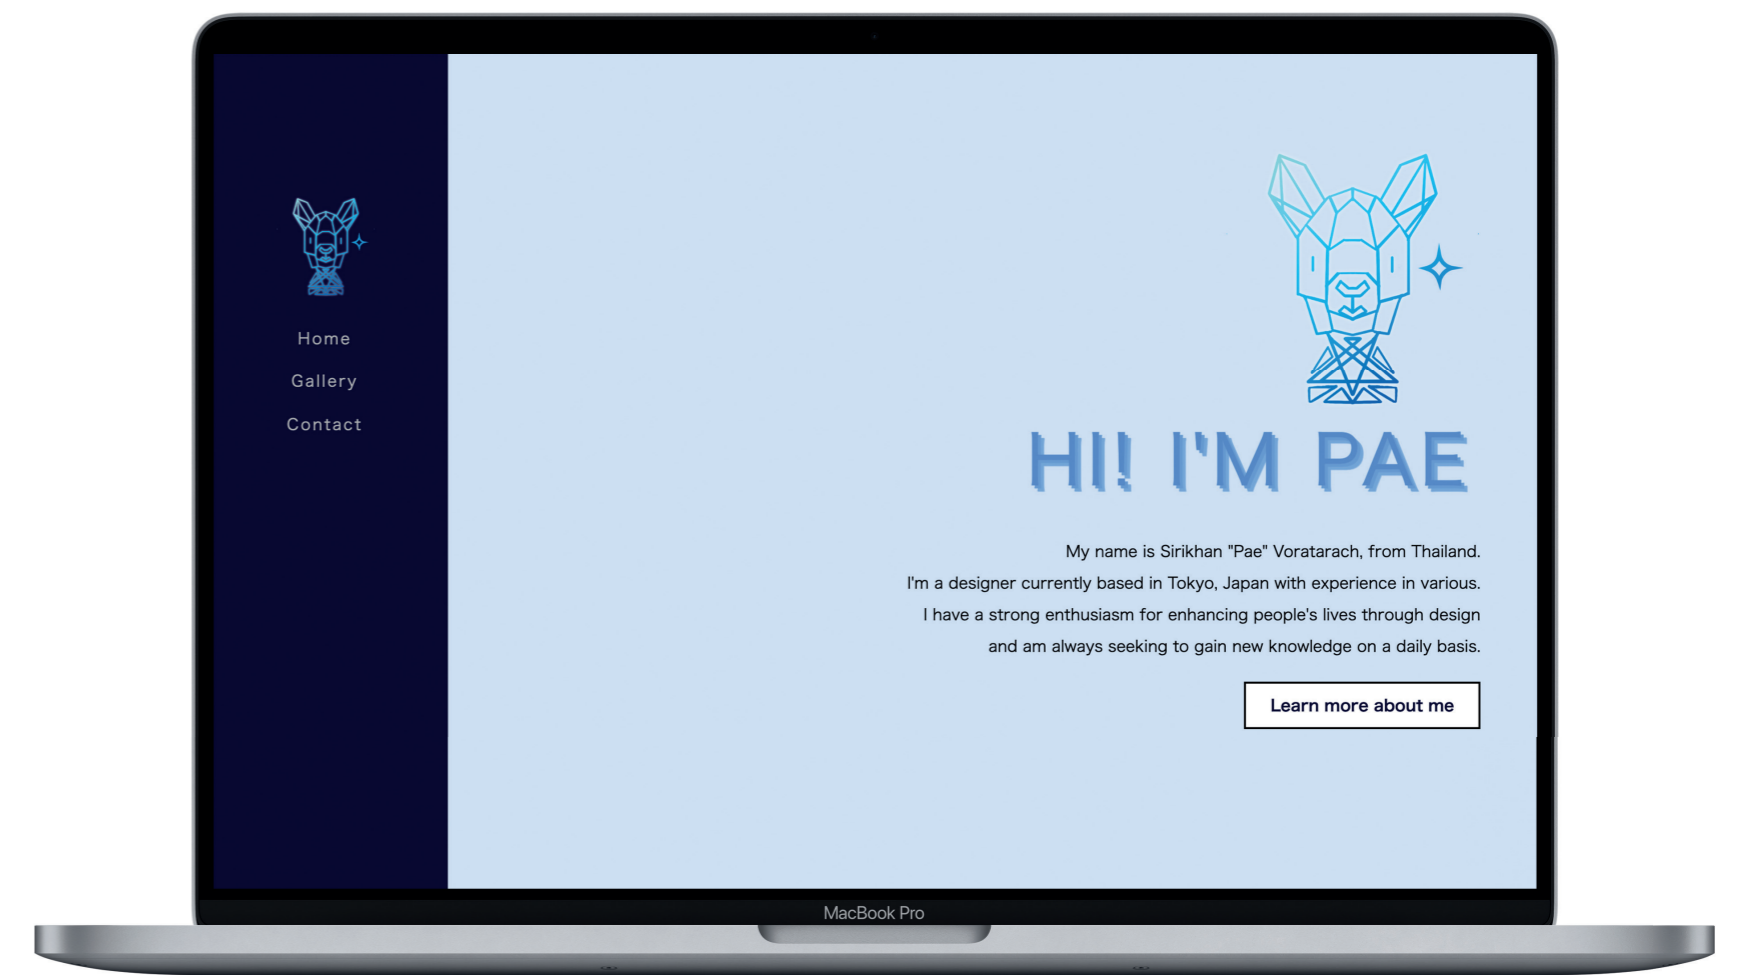 Home
Gallery
Contact
HI! I'M PAE
My name is Sirikhan "Pae" Voratarach, from Thailand.
I'm a designer currently based in Tokyo, Japan with experience in various.
I have a strong enthusiasm for enhancing people's lives through design
and am always seeking to gain new knowledge on a daily basis.
Learn more about me
MacBook Pro